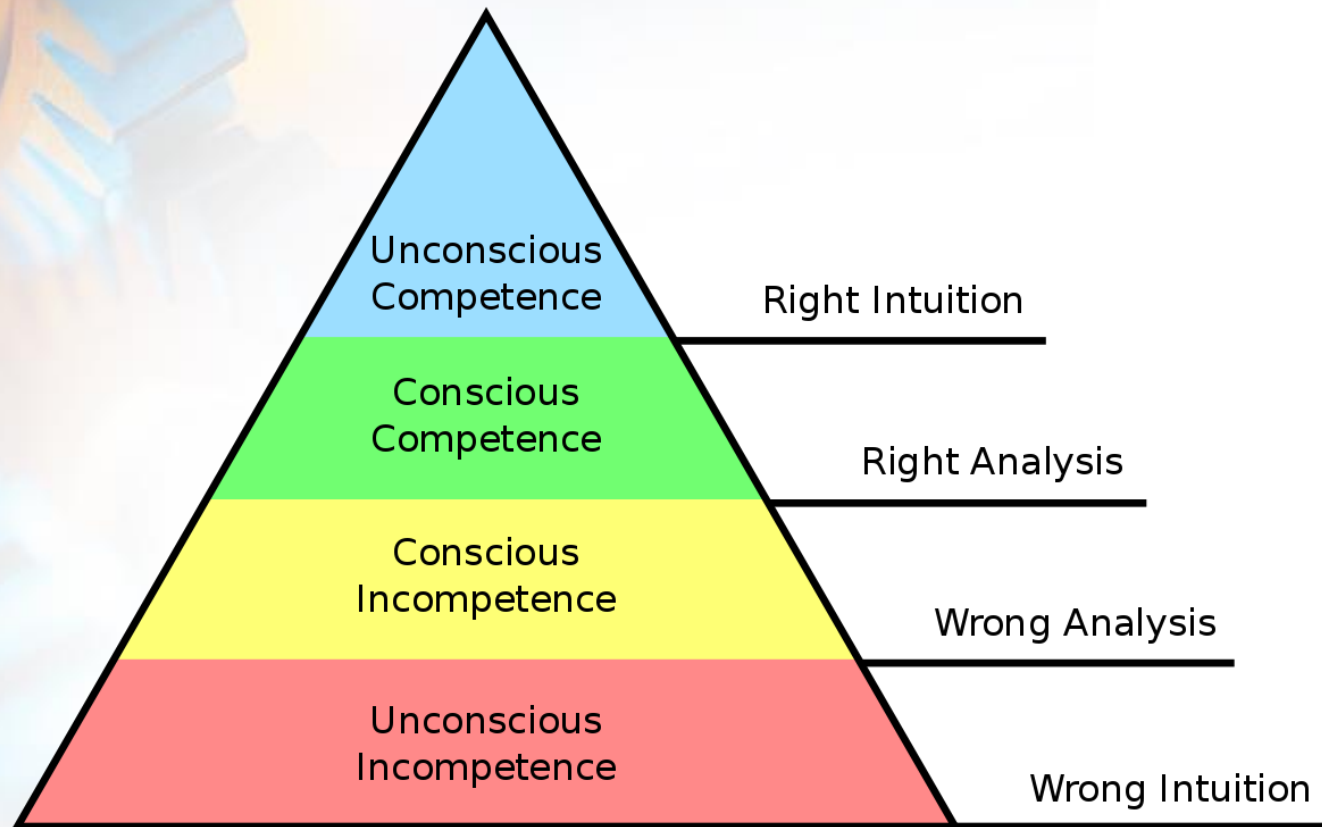 Unconscious
Competence
Right Intuition
Conscious
Competence
Right Analysis
Conscious
Incompetence
Wrong Analysis
Unconscious
Incompetence
Wrong Intuition